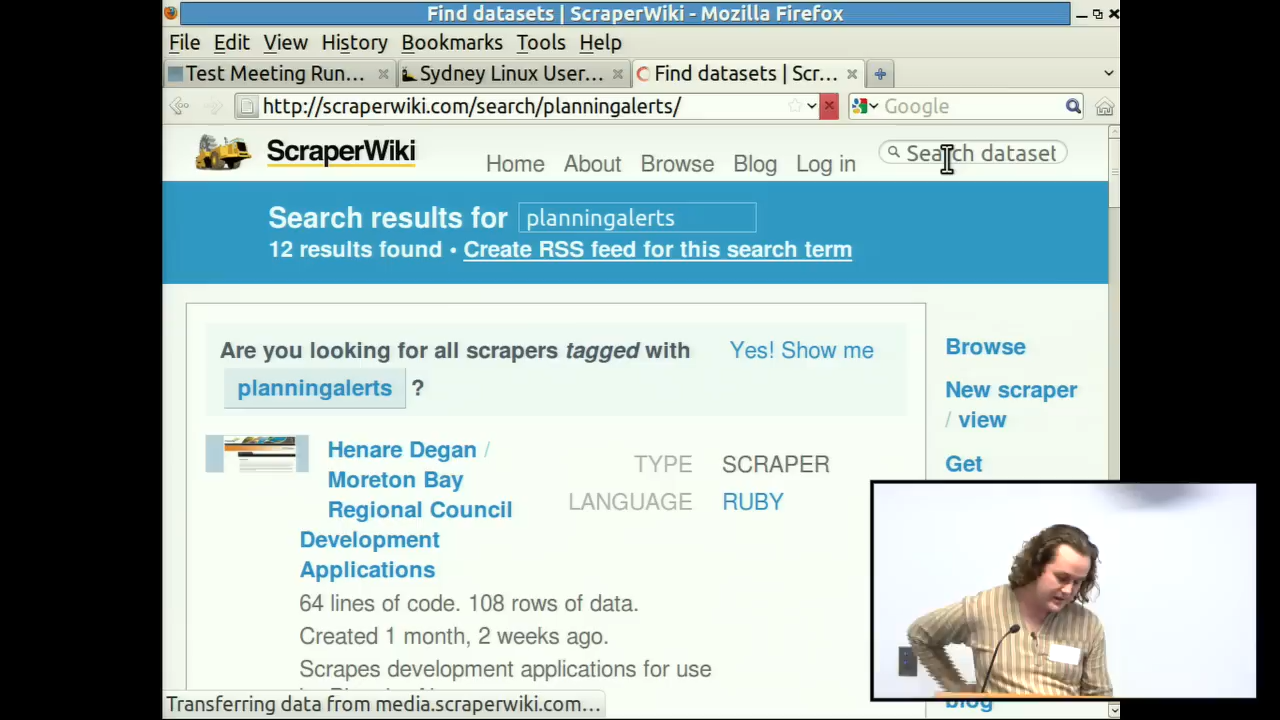 Find datasets | ScraperWiki - Mozilla Firefox
File Edit View History Bookmarks Tools Help
Test Meeting Run... Sydney Linux User... Find datasets | Scr...
http://scraperwiki.com/search/planningalerts/ Google
ScraperWiki Home About Browse Blog Log in Search dataset
Search results for planningalerts
12 results found • Create RSS feed for this search term
Are you looking for all scrapers tagged with Yes! Show me
planningalerts ?
Henare Degan / TYPE SCRAPER
Moreton Bay
Regional Council LANGUAGE RUBY
Development
Applications
64 lines of code. 108 rows of data.
Created 1 month, 2 weeks ago.
Scrapes development applications for use
Browse
New scraper
/ view
Get
blog
Transferring data from media.scraperwiki.com...